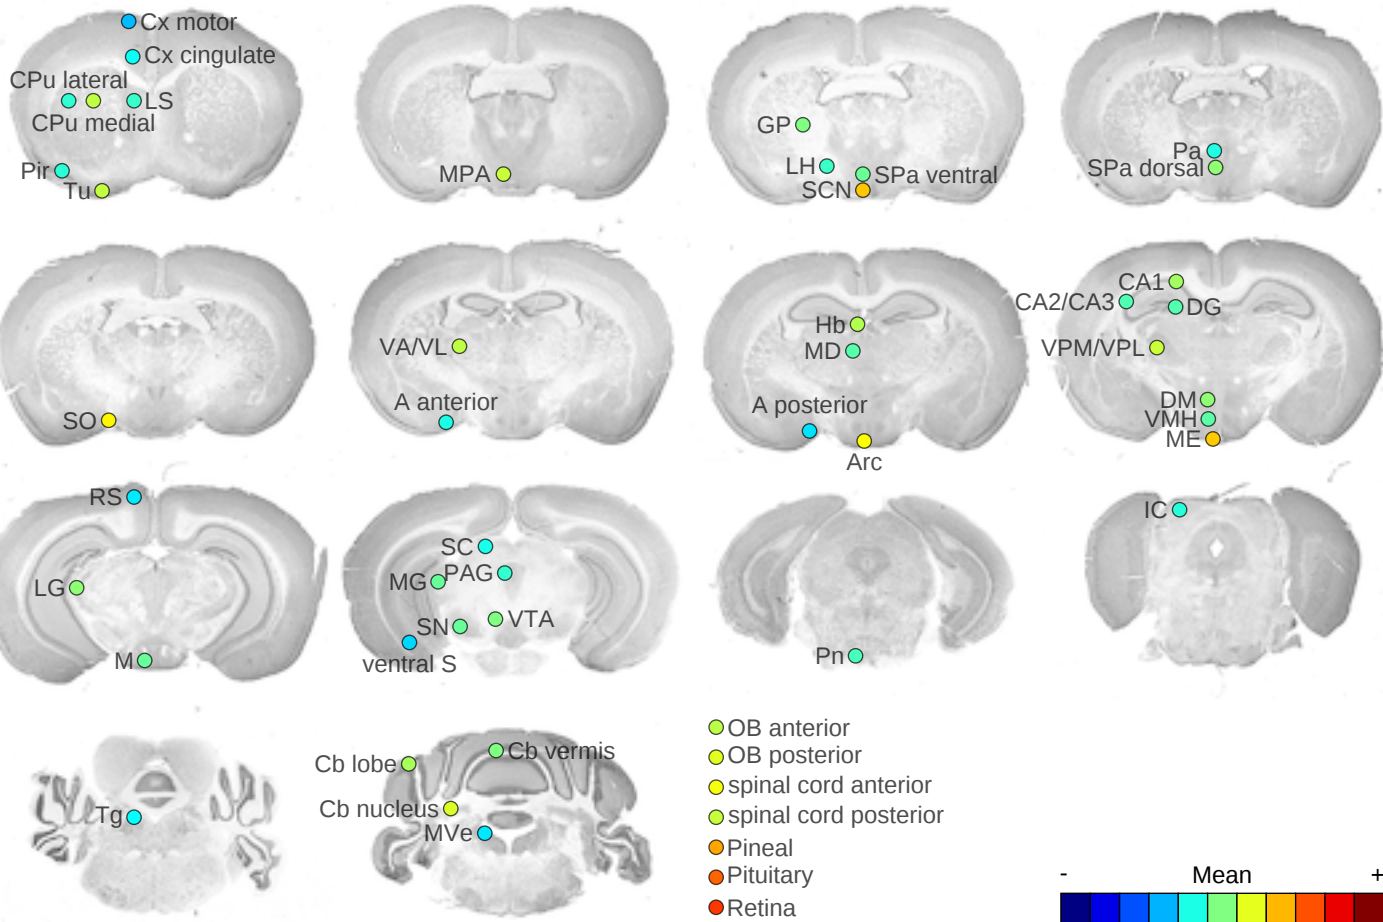 Cx motor
Cx cingulate
CPu lateral
LS
CPu medial
Pir
Tu
MPA
GP
LH
SPa ventral
SCN
Pa
SPa dorsal
SO
VA/VL
A anterior
Hb
MD
A posterior
Arc
CA1
CA2/CA3
DG
VPM/VPL
DM
VMH
ME
RS
LG
M
SC
MG
PAG
SN
VTA
ventral S
Pn
IC
Tg
Cb lobe
Cb vermis
Cb nucleus
MVe
OB anterior
OB posterior
spinal cord anterior
spinal cord posterior
Pineal
Pituitary
Retina
- Mean +